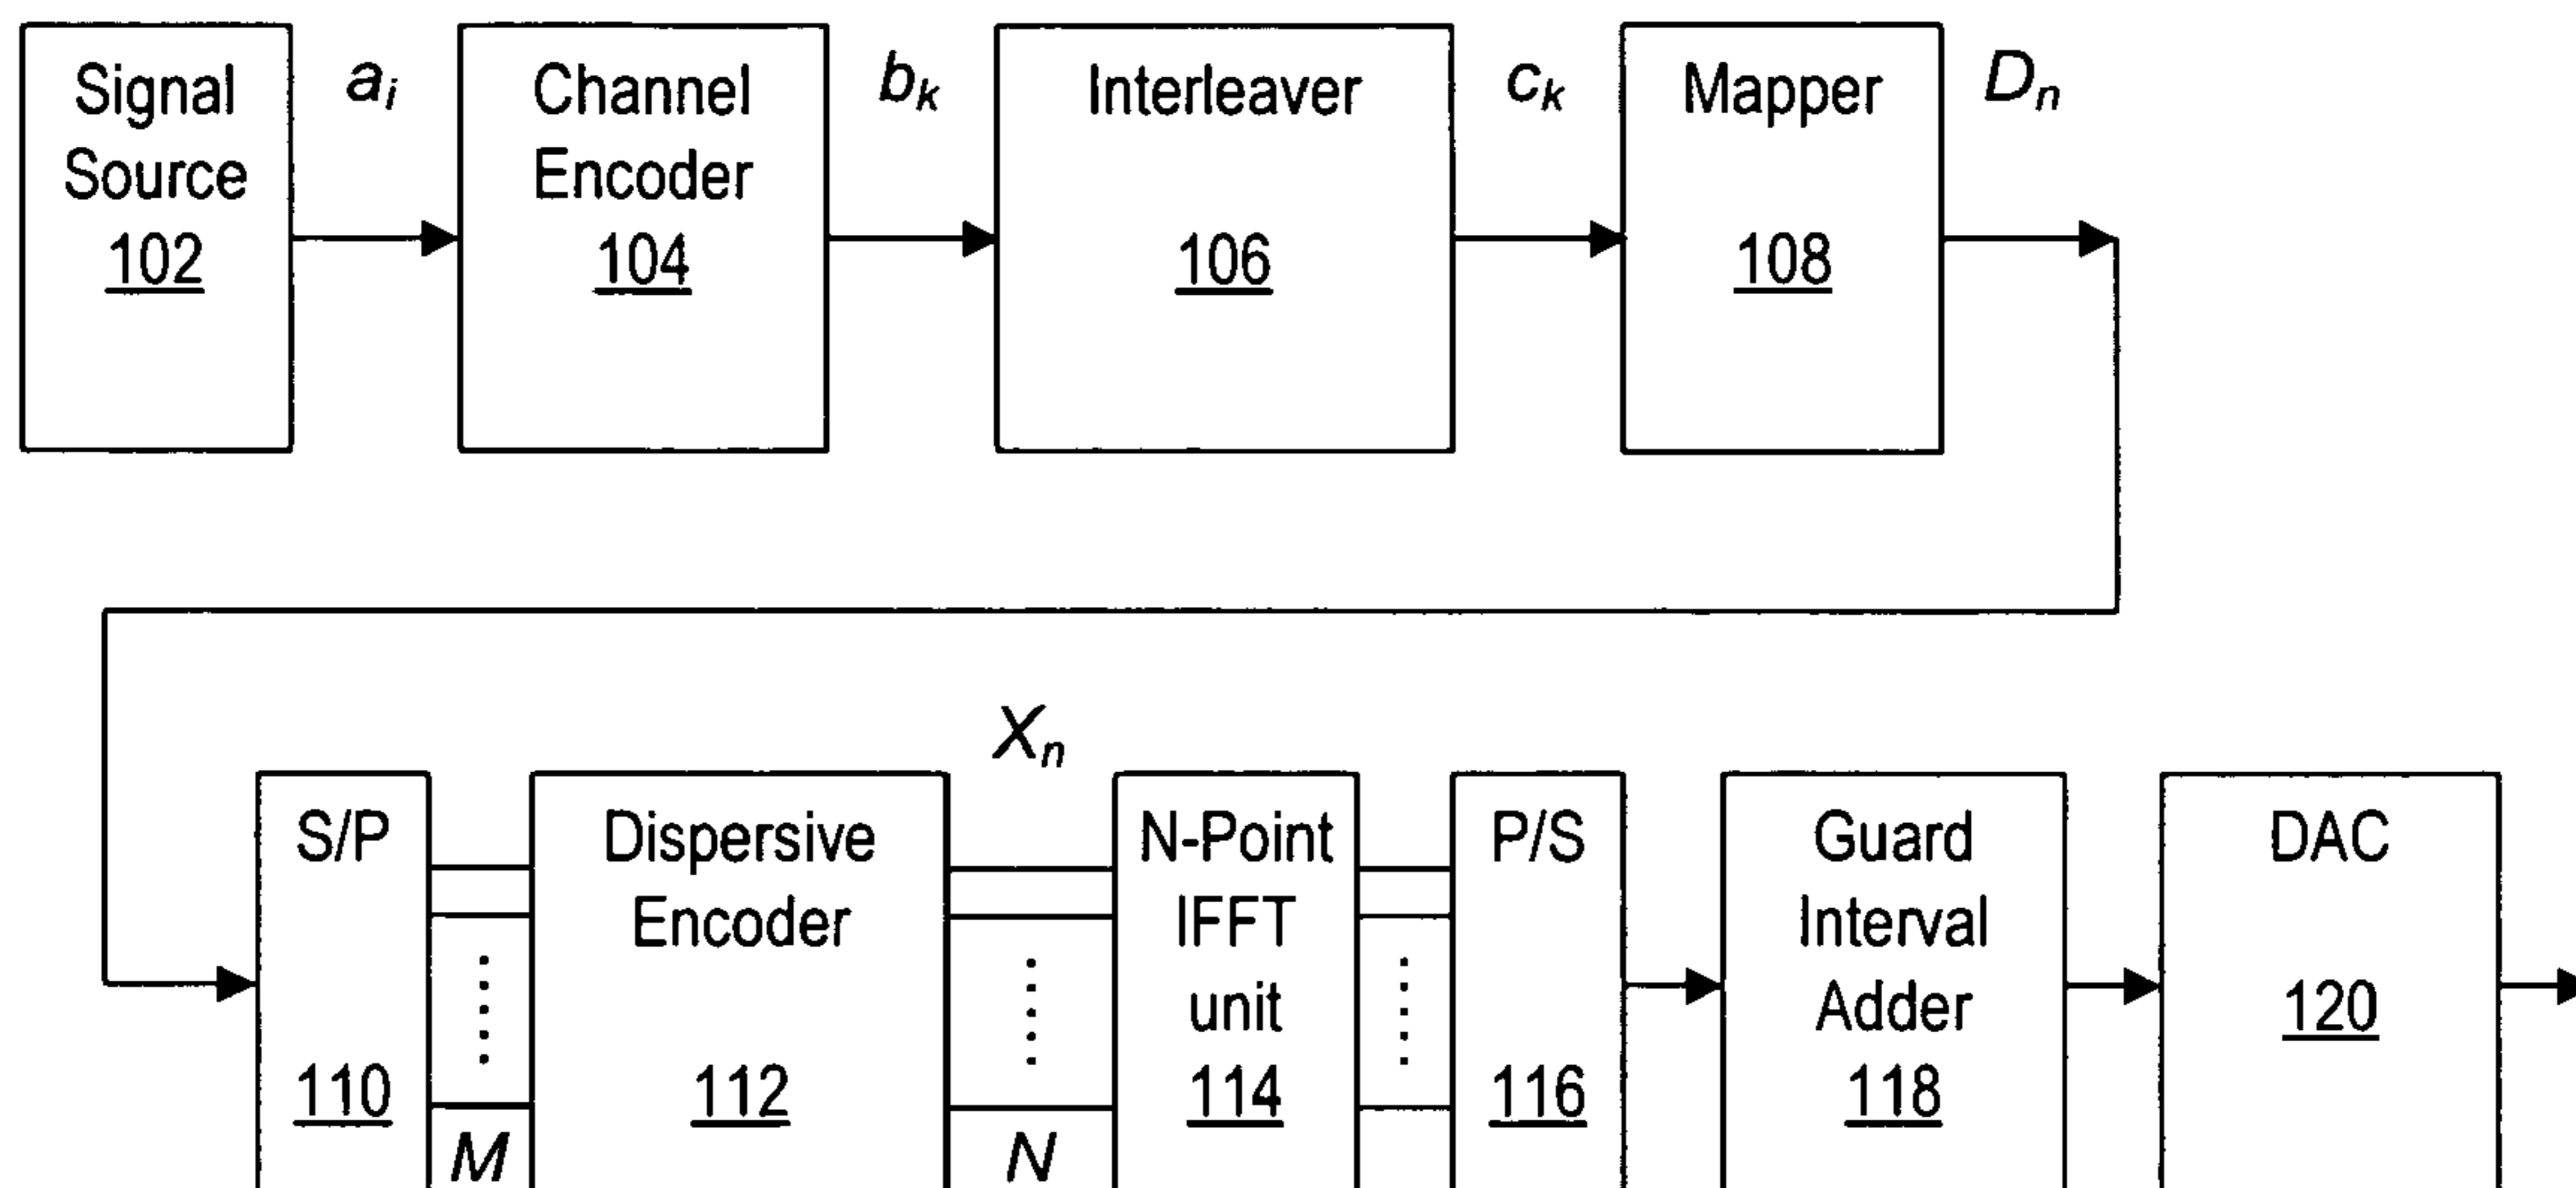 Signal
Source
102
a_i
Channel
Encoder
104
b_k
Interleaver
106
c_k
Mapper
108
D_n
S/P
110
M
Dispersive
Encoder
112
X_n
N
N-Point
IFFT
unit
114
P/S
116
Guard
Interval
Adder
118
DAC
120